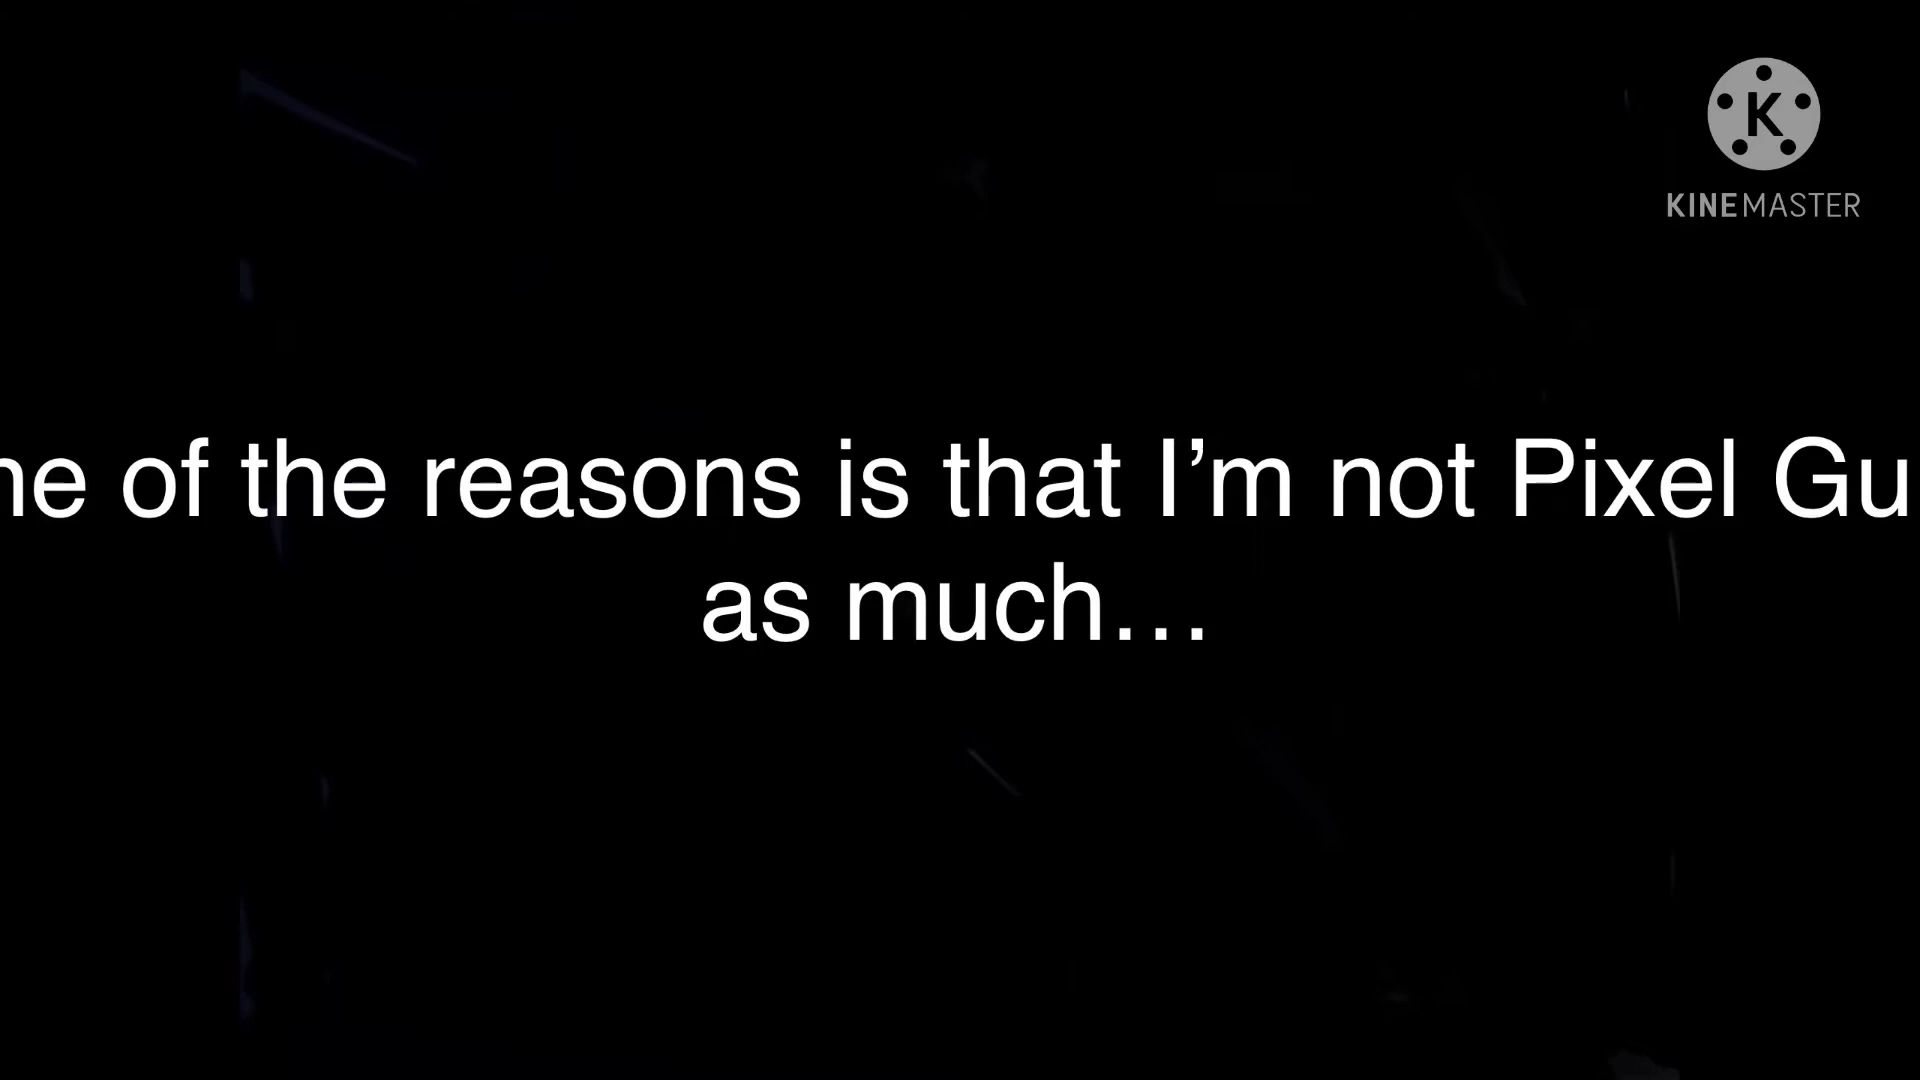 K
KINEMASTER
ne of the reasons is that I’m not Pixel Gu
as much…